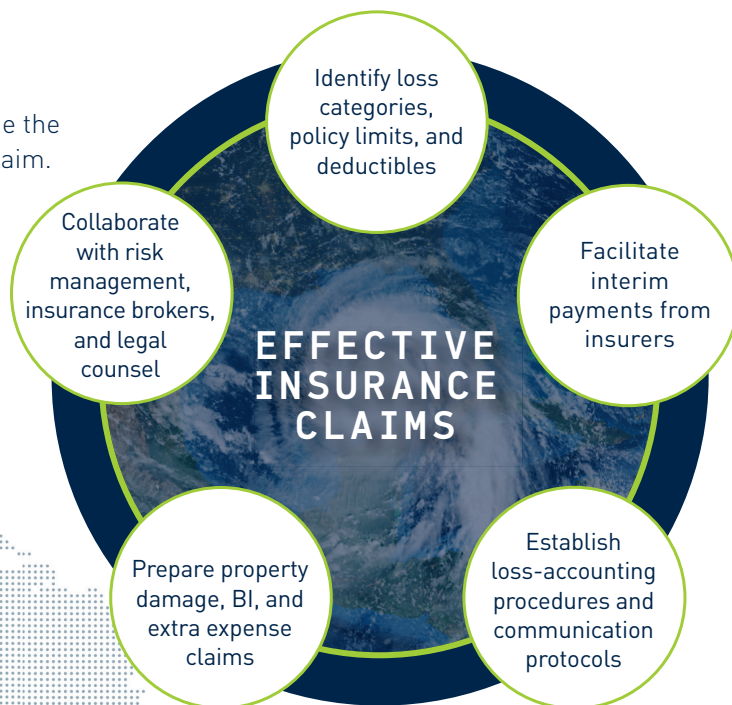 e the
aim.
Identify loss
categories,
policy limits, and
deductibles
Facilitate
interim
payments from
insurers
Establish
loss-accounting
procedures and
communication
protocols
Prepare property
damage, BI, and
extra expense
claims
Collaborate
with risk
management,
insurance brokers,
and legal
counsel
EFFECTIVE
INSURANCE
CLAIMS